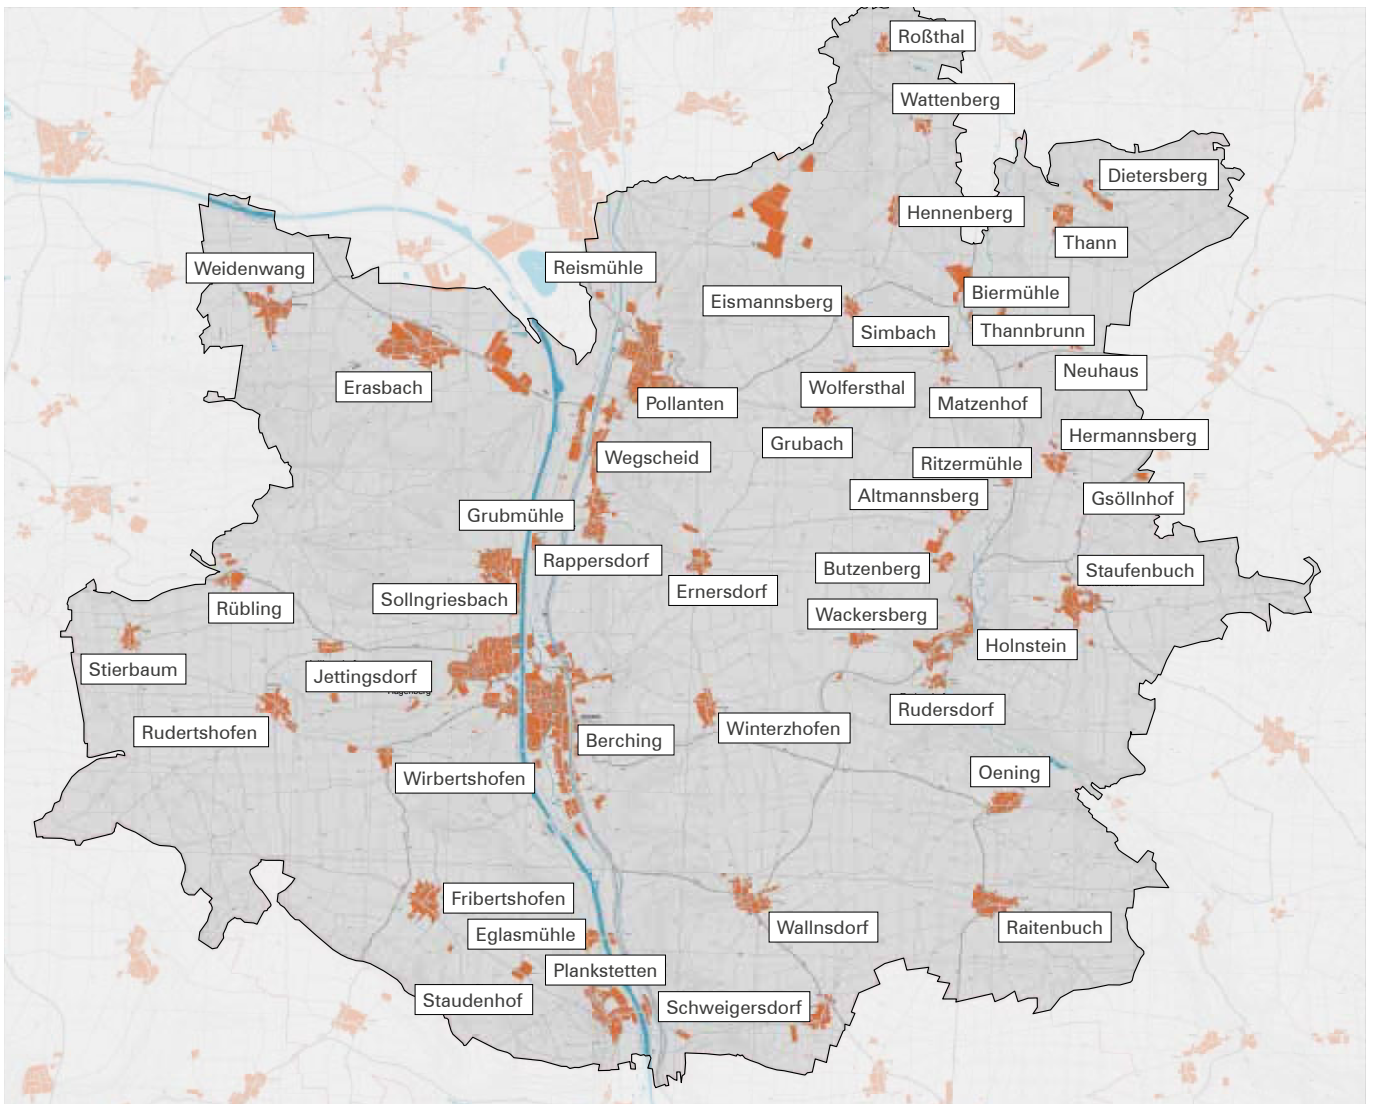 Roßthal
Wattenberg
Dietersberg
Hennenberg
Thann
Weidenwang
Reismühle
Biermühle
Eismannsberg
Simbach
Thannbrunn
Neuhaus
Erasbach
Wolfersthal
Pollanten
Matzenhof
Hermannsberg
Grubach
Wegscheid
Ritzermühle
Altmannsberg
Gsöllnhof
Grubmühle
Rappersdorf
Butzenberg
Staufenbuch
Ernersdorf
Sollngriesbach
Rübling
Wackersberg
Holnstein
Stierbaum
Jettingsdorf
Rudersdorf
Winterzhofen
Rudertshofen
Berching
Wirbertshofen
Oening
Fribertshofen
Wallnsdorf
Raitenbuch
Eglasmühle
Plankstetten
Staudenhof
Schweigersdorf